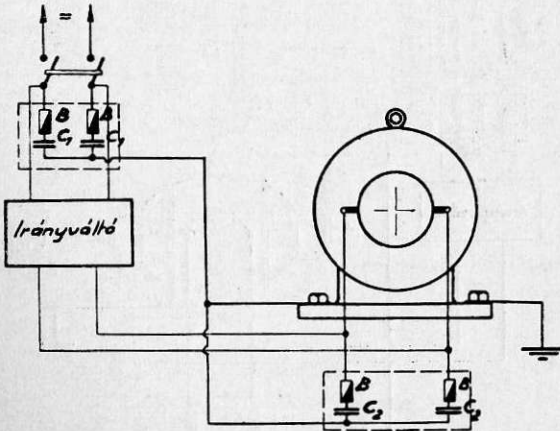 ≈
B B
C1 C1
Irányváltó
B B
C2 C2